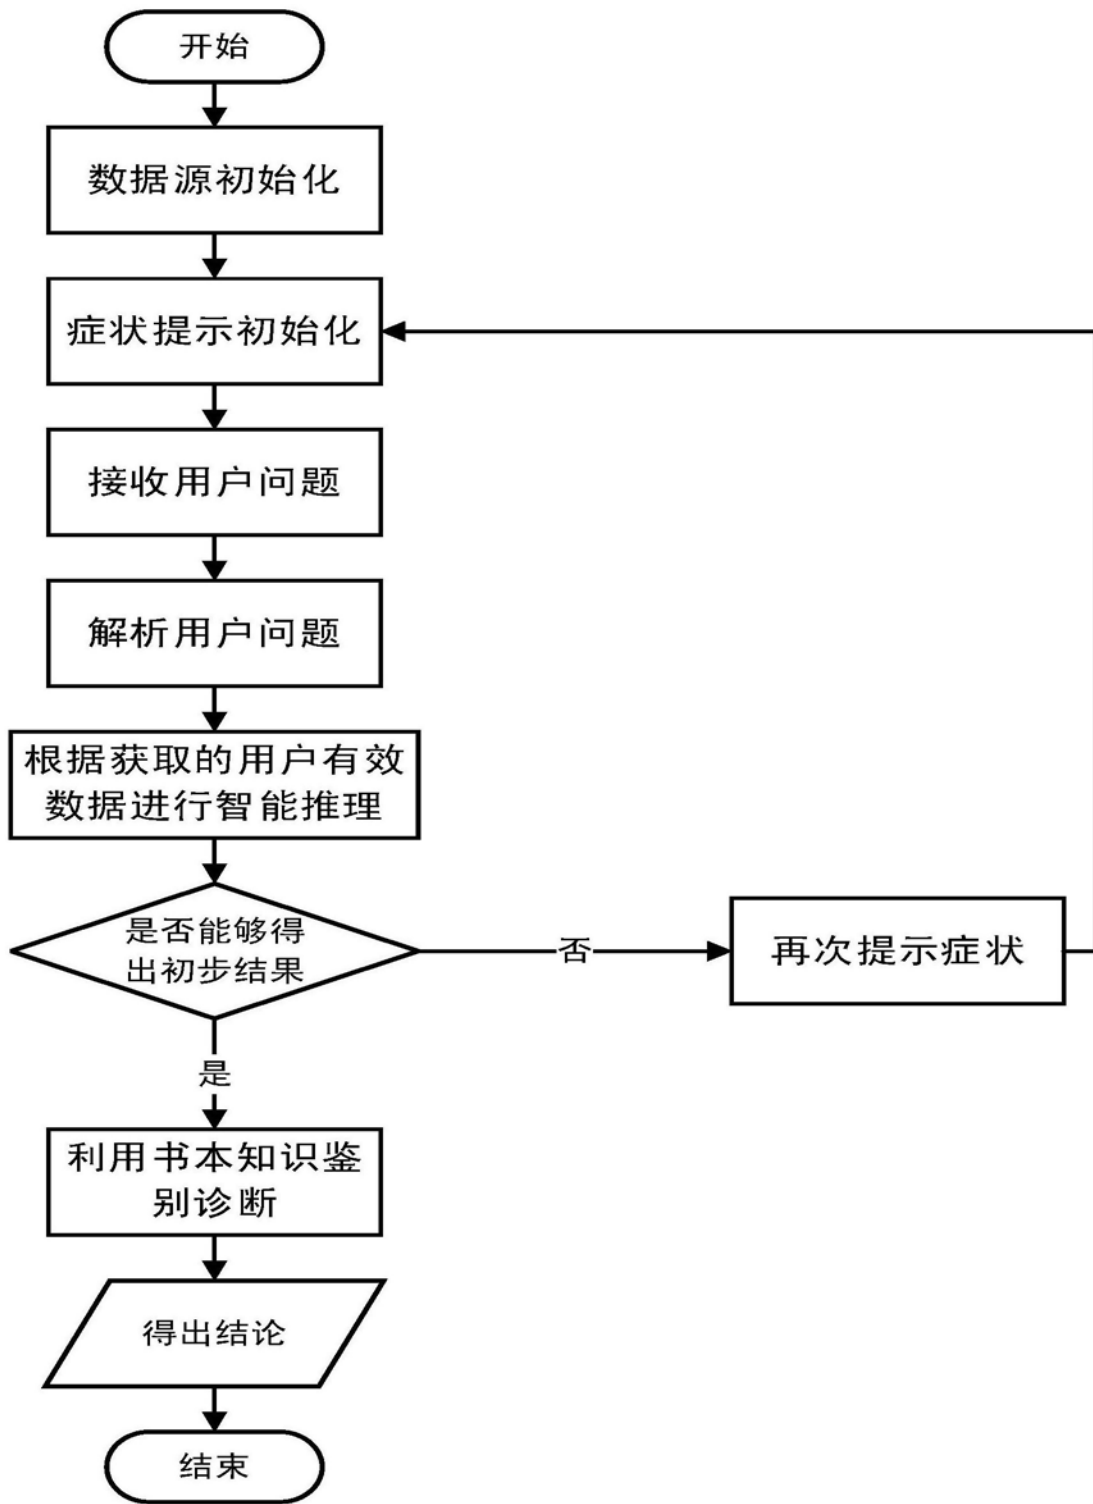 开始
数据源初始化
症状提示初始化
接收用户问题
解析用户问题
根据获取的用户有效
数据进行智能推理
是否能够得
出初步结果
否
再次提示症状
是
利用书本知识鉴
别诊断
得出结论
结束